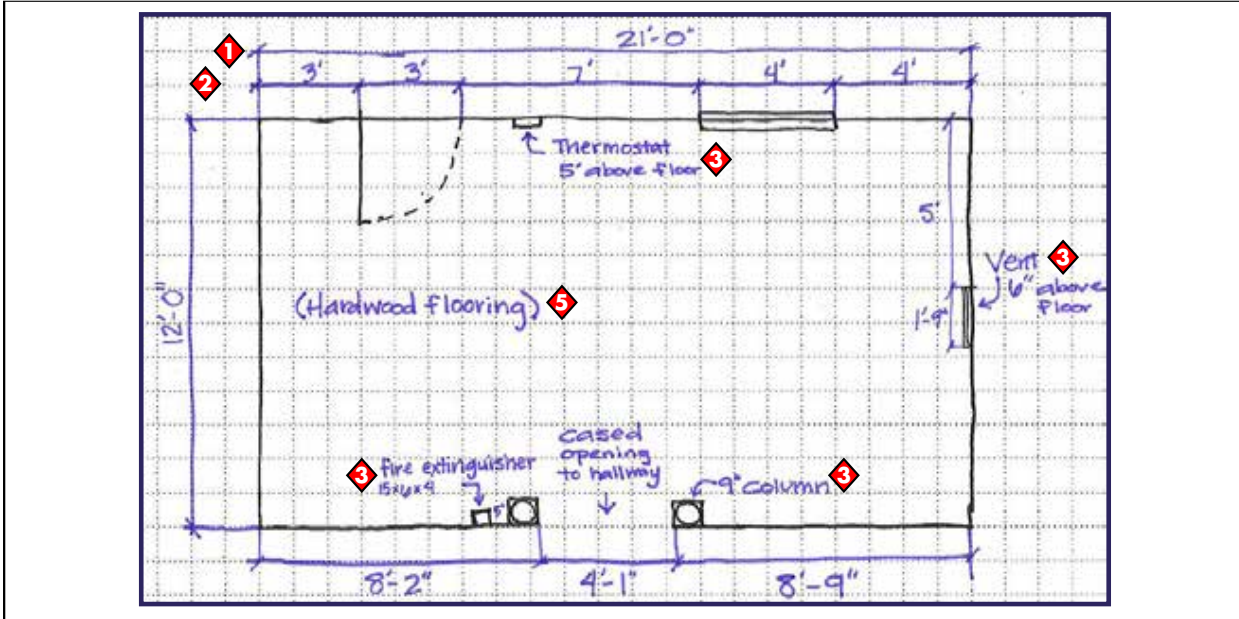 1
21'-0"
2
3'
3'
7'
4'
4'
Thermostat
5' above floor
3
5'
Vent
3
6" above
floor
12'-0"
(Hardwood flooring)
5
1'-9"
3
fire extinguisher
15x6x4
5'
cased
opening
to hallway
9" column
3
8'-2"
4'-1"
8'-9"